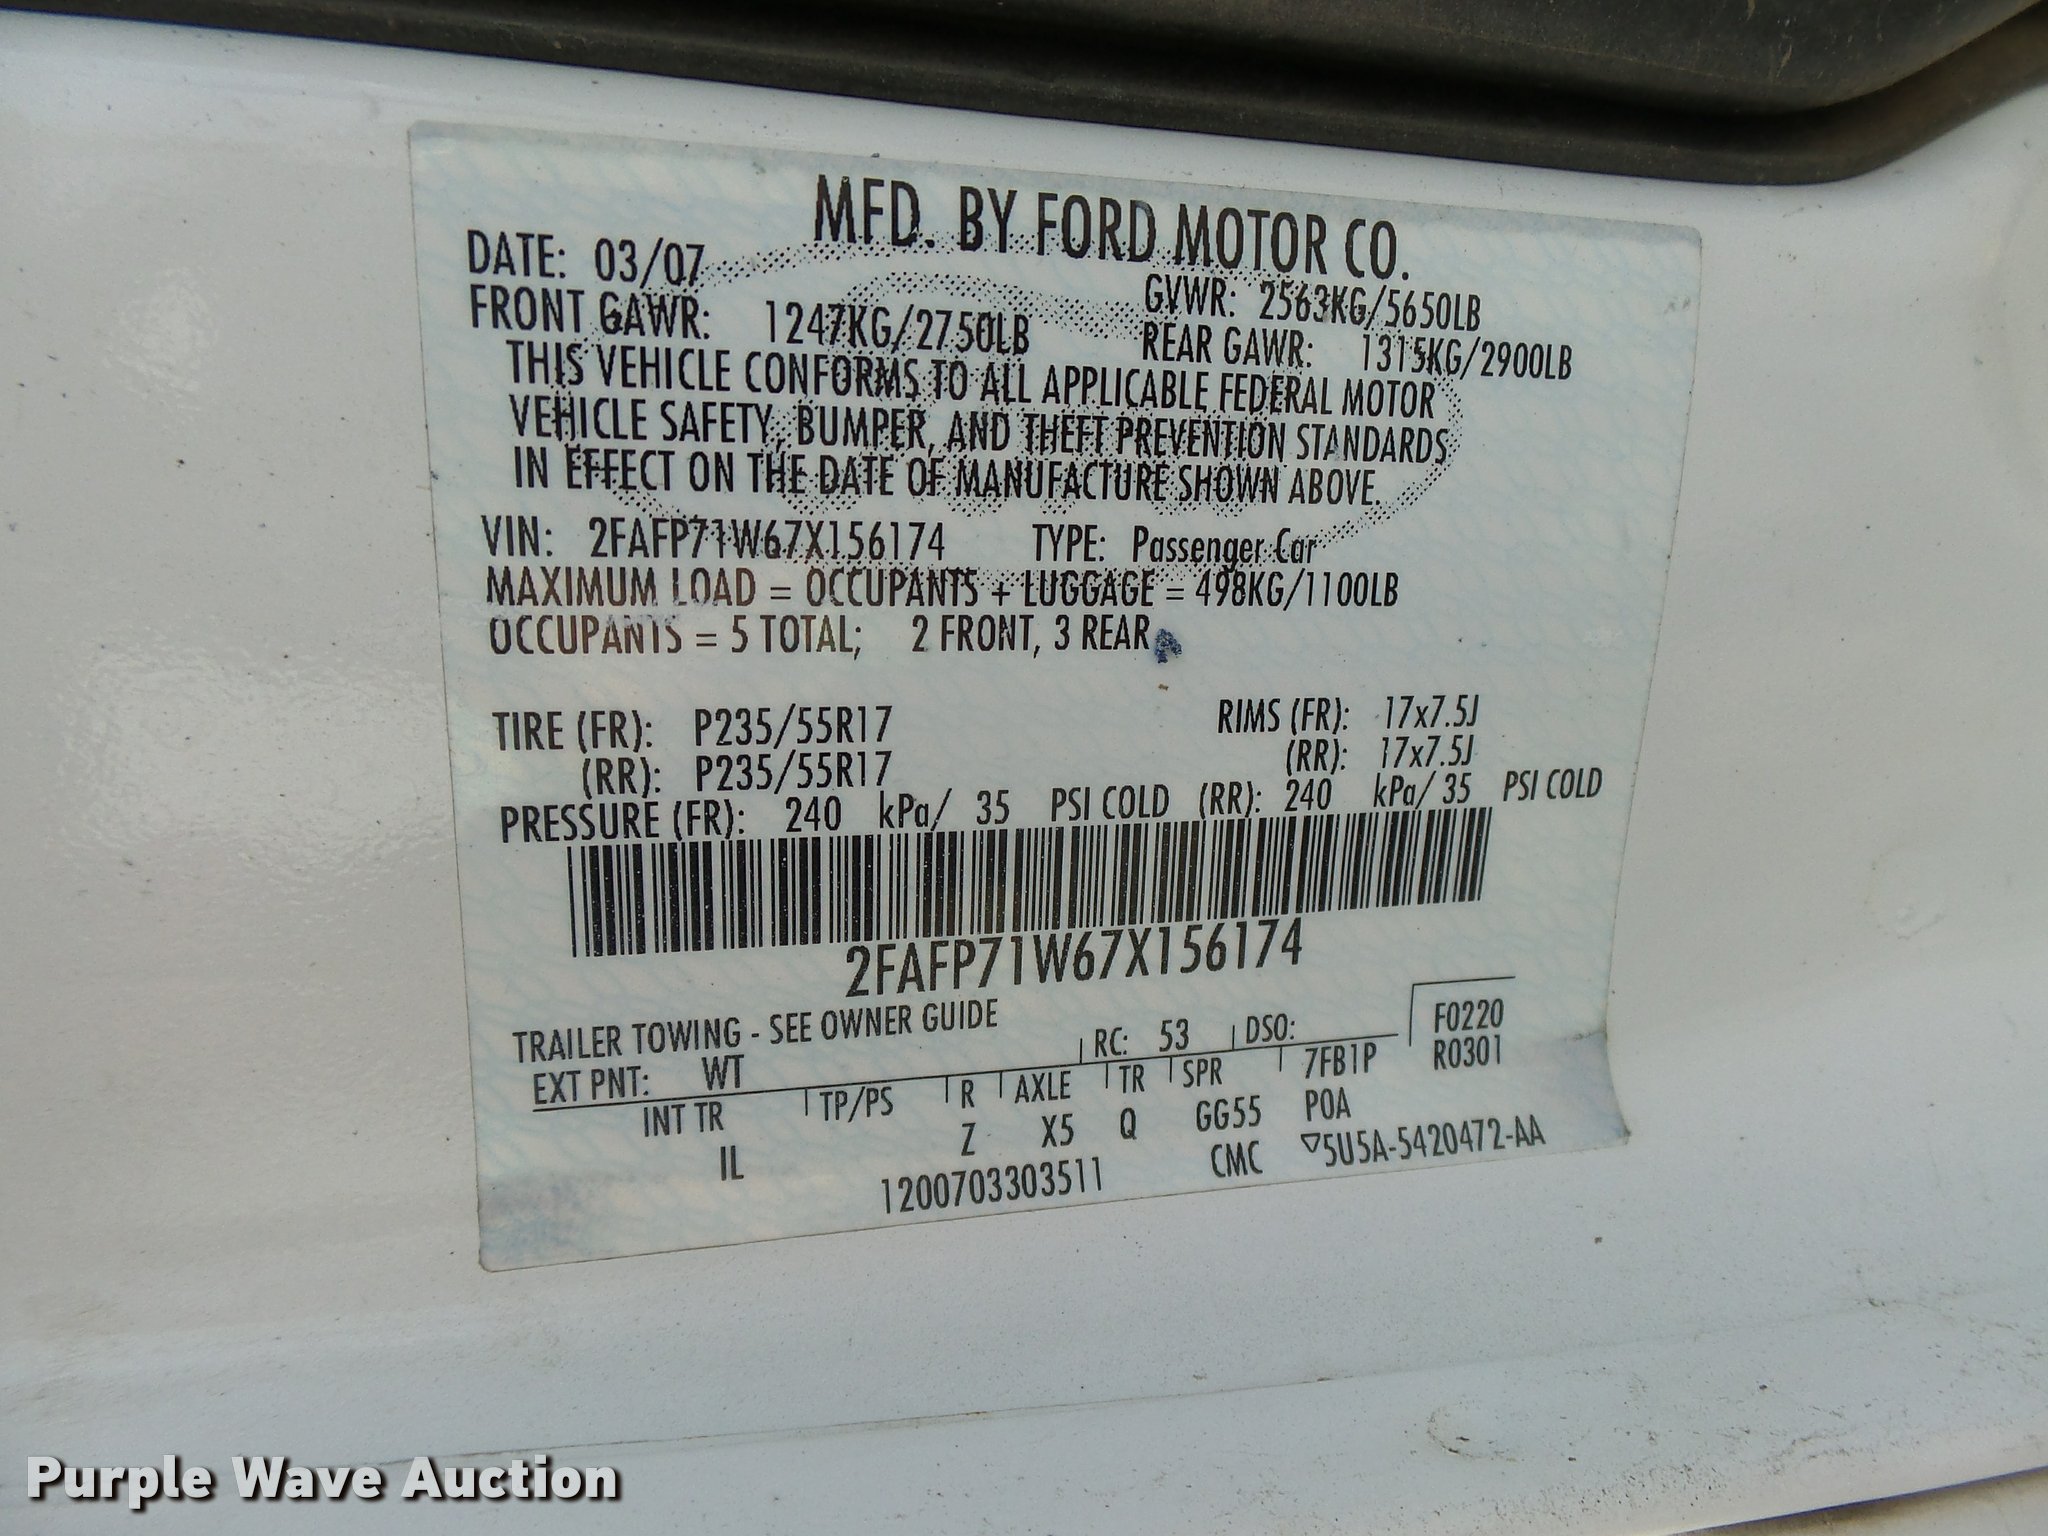 MFD. BY FORD MOTOR CO.
DATE: 03/07
GVWR: 2563KG/5650LB
FRONT GAWR: 1247KG/2750LB
REAR GAWR: 1315KG/2900LB
THIS VEHICLE CONFORMS TO ALL APPLICABLE FEDERAL MOTOR
VEHICLE SAFETY, BUMPER, AND THEFT PREVENTION STANDARDS
IN EFFECT ON THE DATE OF MANUFACTURE SHOWN ABOVE.
VIN: 2FAFP71W67X156174 TYPE: Passenger Car
MAXIMUM LOAD = OCCUPANTS + LUGGAGE = 498KG/1100LB
OCCUPANTS = 5 TOTAL; 2 FRONT, 3 REAR
TIRE (FR): P235/55R17 RIMS (FR): 17x7.5J
(RR): P235/55R17 (RR): 17x7.5J
PRESSURE (FR): 240 kPa/ 35 PSI COLD (RR): 240 kPa/ 35 PSI COLD
2FAFP71W67X156174
TRAILER TOWING - SEE OWNER GUIDE
EXT PNT: WT RC: 53 DSO: F0220
R0301
INT TR TP/PS R AXLE TR SPR 7FB1P
IL Z X5 Q GG55 POA
1200703303511 CMC ▽5U5A-5420472-AA
Purple Wave Auction